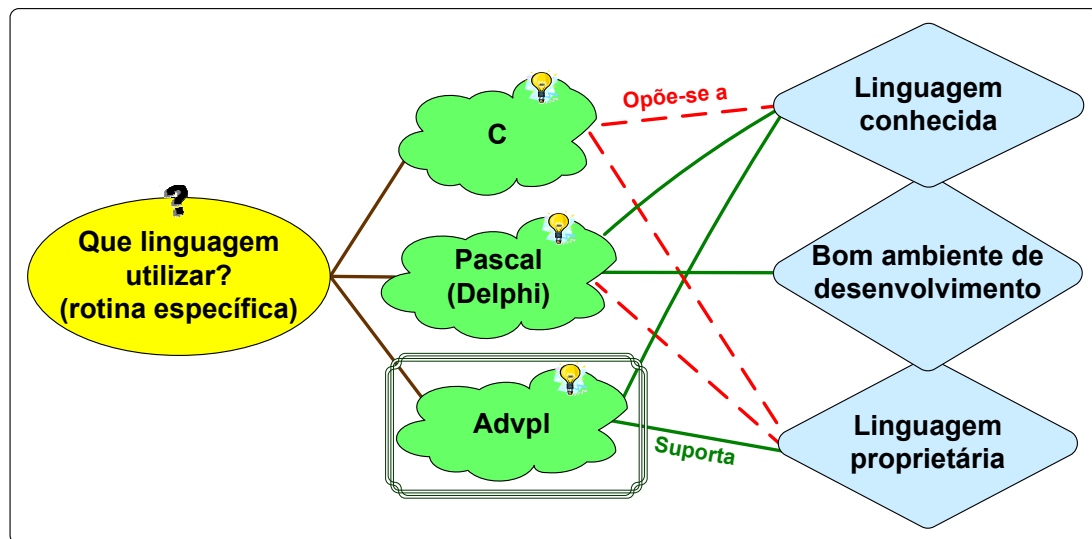 ?
Que linguagem
utilizar?
(rotina específica)
C
Pascal
(Delphi)
Advpl
Opõe-se a
Suporta
Linguagem
conhecida
Bom ambiente de
desenvolvimento
Linguagem
proprietária